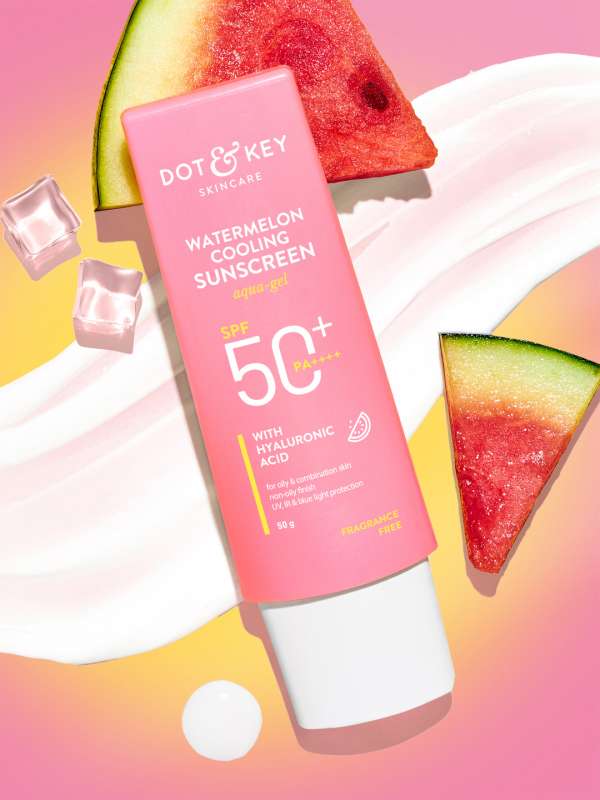 DOT & KEY
SKINCARE
WATERMELON
COOLING
SUNSCREEN
aqua-gel
SPF
50+
PA++++
WITH
HYALURONIC
ACID
for oily & combination skin
non-oily finish
UV, IR & blue light protection
50 g
FRAGRANCE
FREE